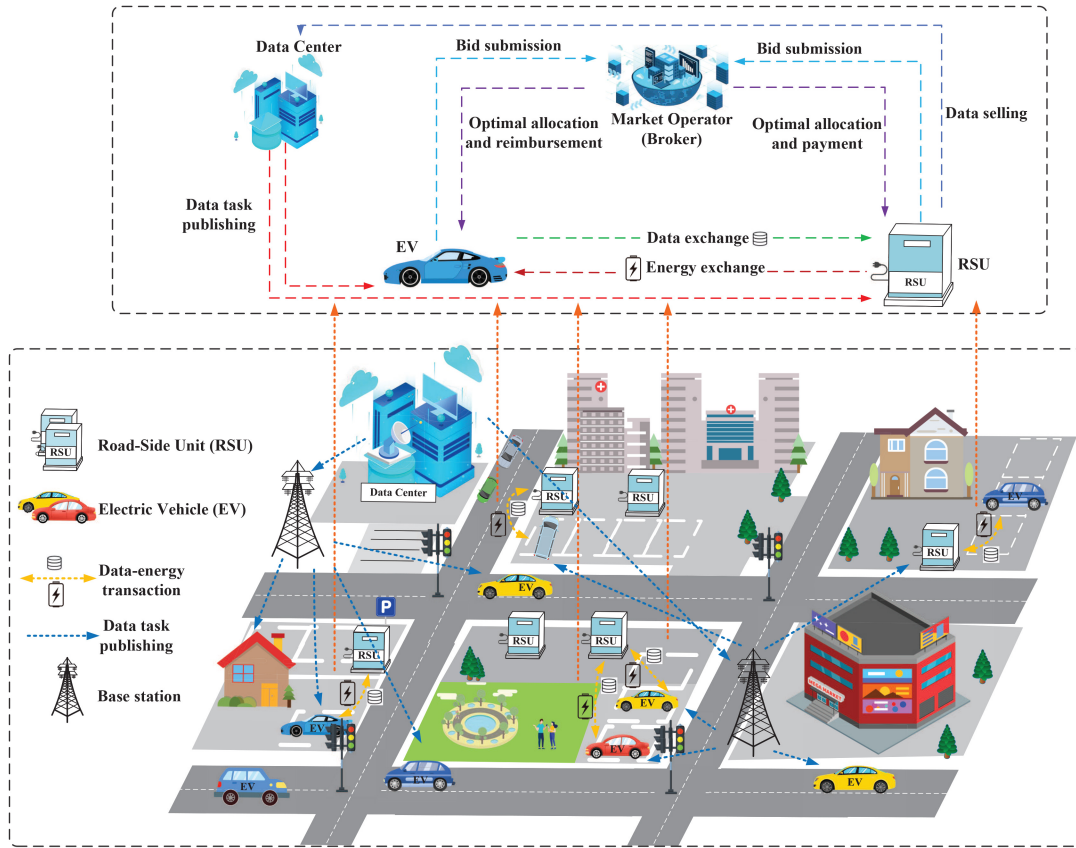 Data Center
Bid submission
Bid submission
Market Operator
(Broker)
Optimal allocation
and reimbursement
Optimal allocation
and payment
Data selling
Data task
publishing
EV
Data exchange
Energy exchange
RSU
RSU
RSU
Road-Side Unit (RSU)
Electric Vehicle (EV)
Data-energy
transaction
Data task
publishing
Base station
Data Center
RSU
RSU
EV
RSU
EV
P
RSU
RSU
RSU
EV
EV
EV
MEGA MARKET
EV
EV
EV